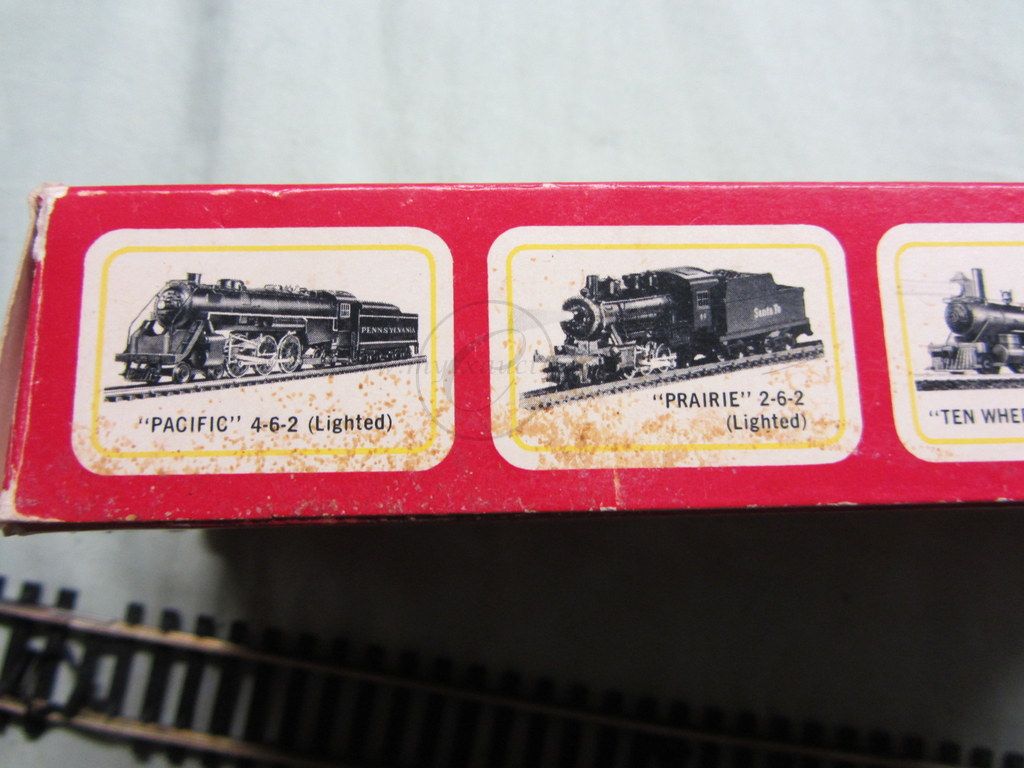 PENNSYLVANIA
"PACIFIC" 4-6-2 (Lighted)
Santa Fe
"PRAIRIE" 2-6-2
(Lighted)
"TEN WHE